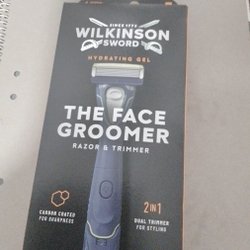 SINCE 1772
WILKINSON
SWORD
HYDRATING GEL
THE FACE
GROOMER
RAZOR & TRIMMER
CARBON COATED
FOR SHARPNESS
2 IN 1
DUAL TRIMMER
FOR STYLING